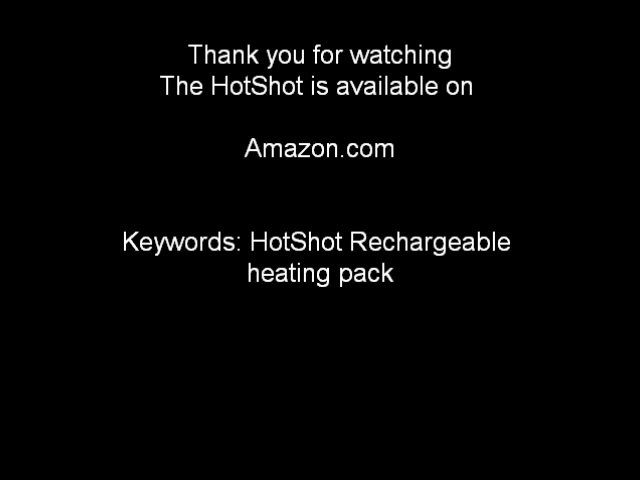 Thank you for watching
The HotShot is available on
Amazon.com
Keywords: HotShot Rechargeable
heating pack